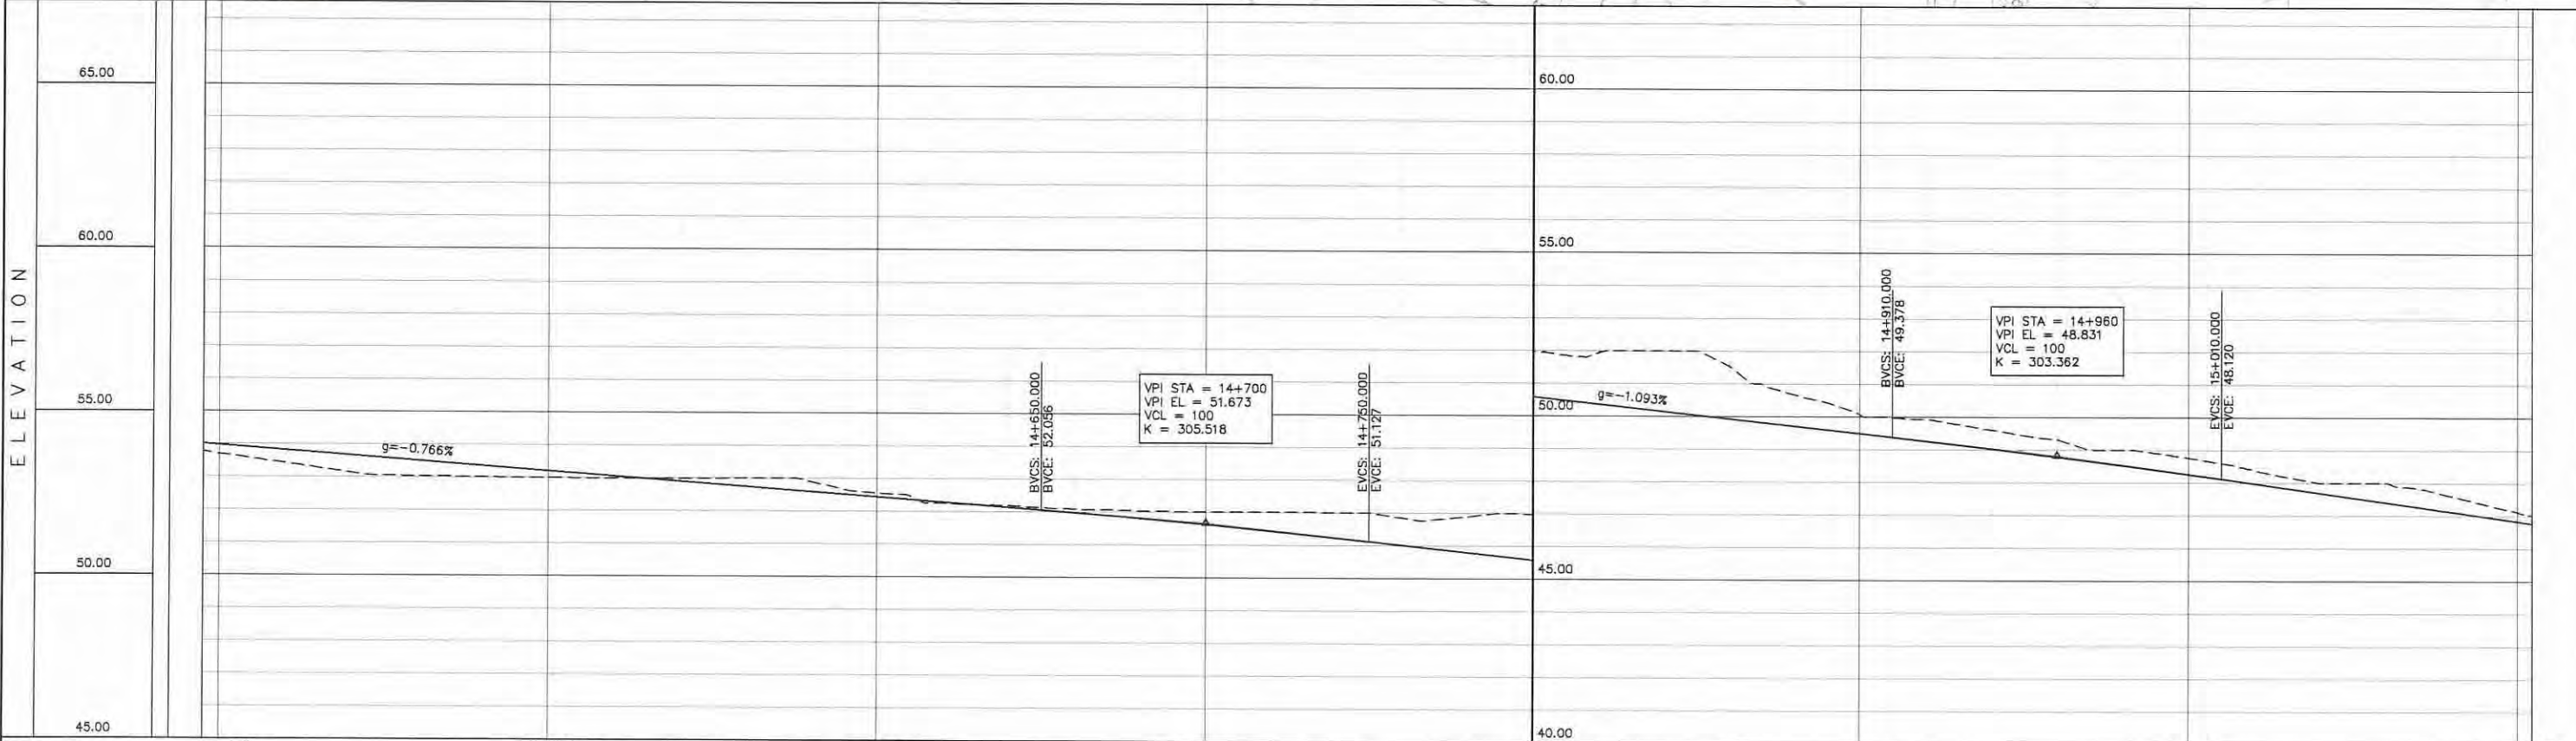 ELEVATION
65.00
60.00
55.00
50.00
45.00
g=-0.766%
BVCS: 14+650.000
BVCE: 52.056
VPI STA = 14+700
VPI EL = 51.673
VCL = 100
K = 305.518
EVCS: 14+750.000
EVCE: 51.127
60.00
55.00
50.00
45.00
40.00
g=-1.093%
BVCS: 14+910.000
BVCE: 49.378
VPI STA = 14+960
VPI EL = 48.831
VCL = 100
K = 303.362
EVCS: 15+010.000
EVCE: 48.120